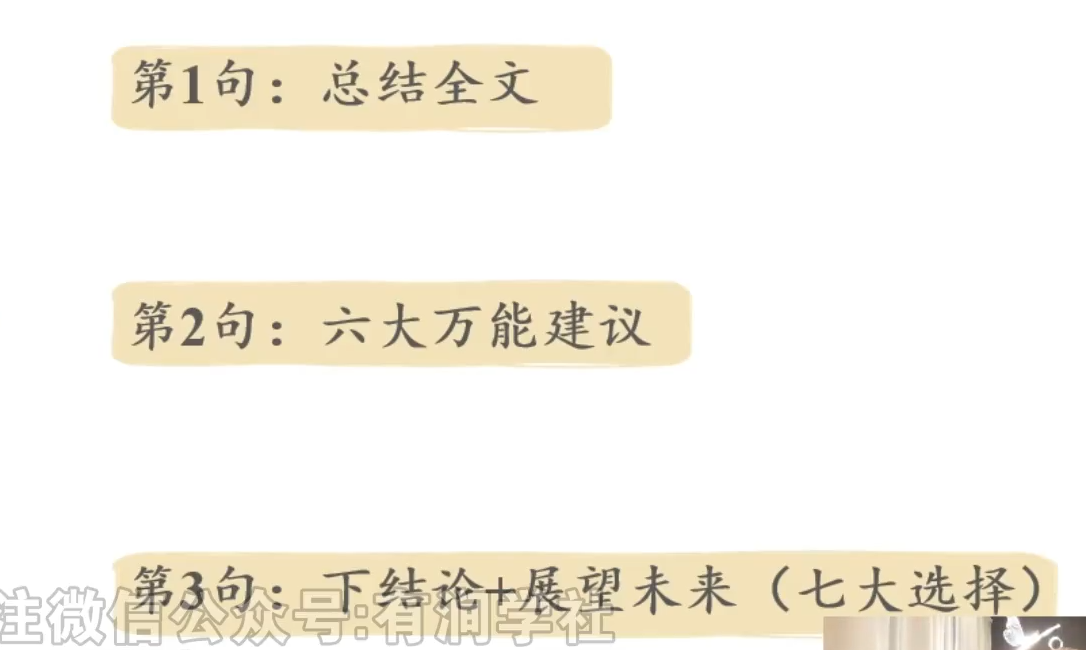 第1句：总结全文
第2句：六大万能建议
第3句：下结论+展望未来（七大选择）
注微信公众号:有润学社